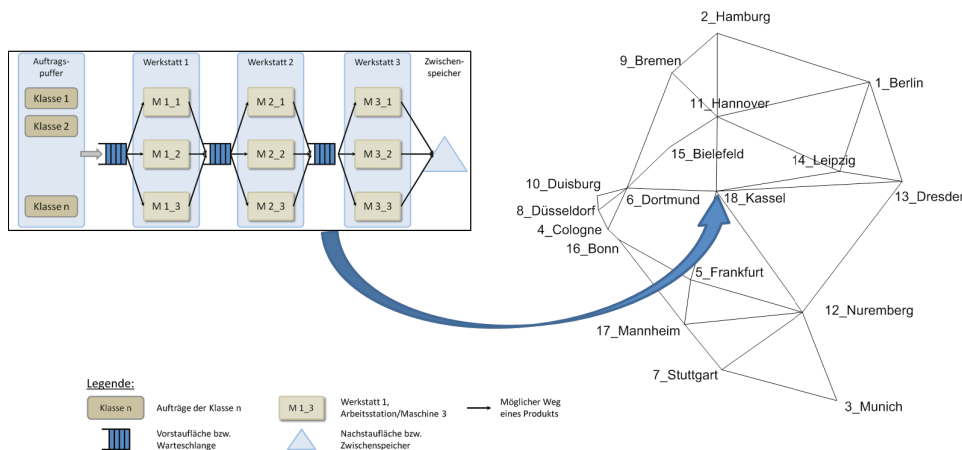 Auftrags-
puffer
Klasse 1
Klasse 2
Klasse n
Werkstatt 1
M 1_1
M 1_2
M 1_3
Werkstatt 2
M 2_1
M 2_2
M 2_3
Werkstatt 3
M 3_1
M 3_2
M 3_3
Zwischen-
speicher
2_Hamburg
9_Bremen
1_Berlin
11_Hannover
15_Bielefeld
14_Leipzig
10_Duisburg
6_Dortmund
18_Kassel
13_Dresden
8_Düsseldorf
4_Cologne
16_Bonn
5_Frankfurt
12_Nuremberg
17_Mannheim
7_Stuttgart
3_Munich
Legende:
Klasse n
Aufträge der Klasse n
M 1_3
Werkstatt 1,
Arbeitsstation/Maschine 3
Möglicher Weg
eines Produkts
Vorstaufläche bzw.
Warteschlange
Nachstaufläche bzw.
Zwischenspeicher